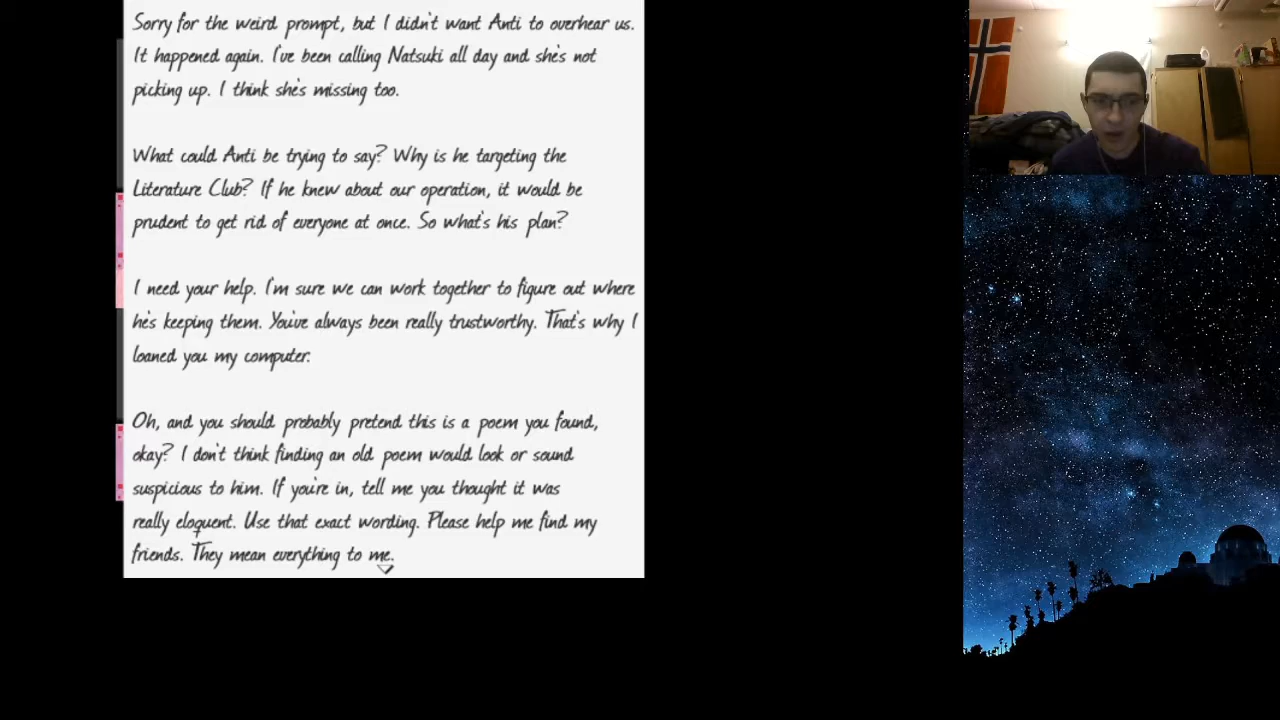 Sorry for the weird prompt, but I didn't want Anti to overhear us.
It happened again. I've been calling Natsuki all day and she's not
picking up. I think she's missing too.
What could Anti be trying to say? Why is he targeting the
Literature Club? If he knew about our operation, it would be
prudent to get rid of everyone at once. So what's his plan?
I need your help. I'm sure we can work together to figure out where
he's keeping them. You've always been really trustworthy. That's why I
loaned you my computer.
Oh, and you should probably pretend this is a poem you found,
okay? I don't think finding an old poem would look or sound
suspicious to him. If you're in, tell me you thought it was
really eloquent. Use that exact wording. Please help me find my
friends. They mean everything to me.